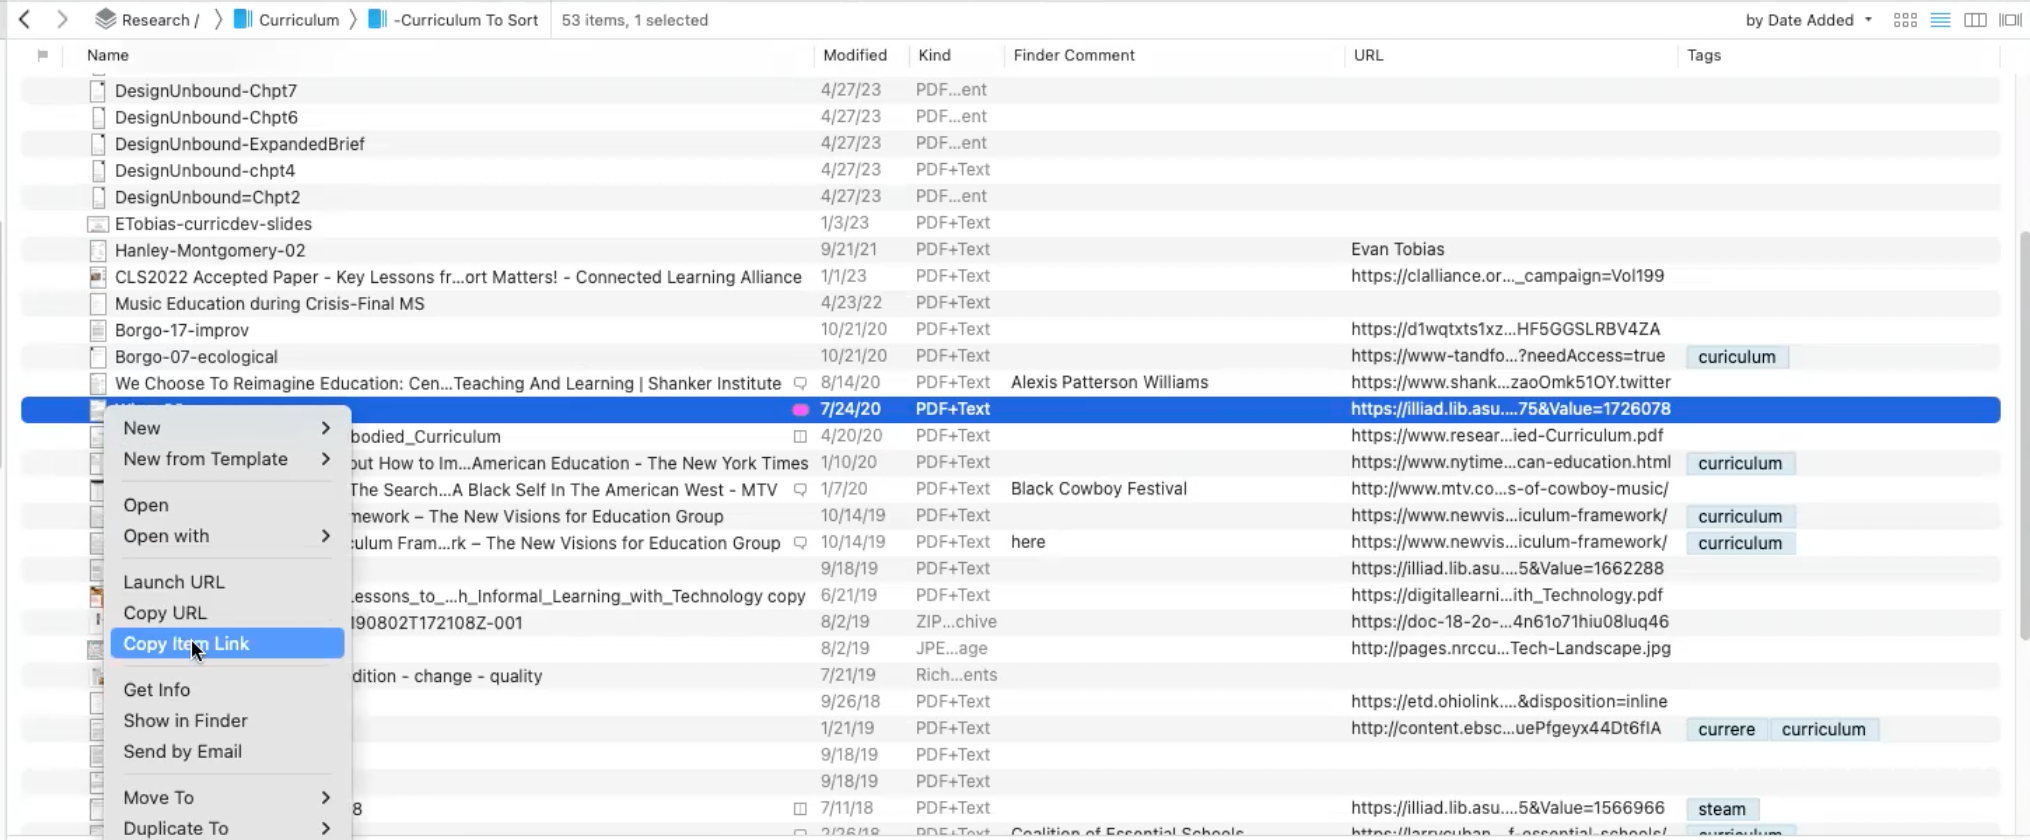 Research / Curriculum -Curriculum To Sort 53 items, 1 selected by Date Added
Name Modified Kind Finder Comment URL Tags
DesignUnbound-Chpt7 4/27/23 PDF...ent
DesignUnbound-Chpt6 4/27/23 PDF...ent
DesignUnbound-ExpandedBrief 4/27/23 PDF...ent
DesignUnbound-chpt4 4/27/23 PDF+Text
DesignUnbound=Chpt2 4/27/23 PDF...ent
ETobias-curricdev-slides 1/3/23 PDF+Text
Hanley-Montgomery-02 9/21/21 PDF+Text Evan Tobias
CLS2022 Accepted Paper - Key Lessons fr...ort Matters! - Connected Learning Alliance 1/1/23 PDF+Text https://clalliance.or..._campaign=Vol199
Music Education during Crisis-Final MS 4/23/22 PDF+Text
Borgo-17-improv 10/21/20 PDF+Text https://d1wqtxts1xz...HF5GGSLRBV4ZA
Borgo-07-ecological 10/21/20 PDF+Text https://www-tandfo...?needAccess=true curiculum
We Choose To Reimagine Education: Cen...Teaching And Learning | Shanker Institute 8/14/20 PDF+Text Alexis Patterson Williams https://www.shank...zaoOmk51OY.twitter
7/24/20 PDF+Text https://illiad.lib.asu....75&Value=1726078
New
bodied_Curriculum 4/20/20 PDF+Text https://www.resear...ied-Curriculum.pdf
New from Template
out How to Im...American Education - The New York Times 1/10/20 PDF+Text https://www.nytime...can-education.html curriculum
The Search...A Black Self In The American West - MTV 1/7/20 PDF+Text Black Cowboy Festival http://www.mtv.co...s-of-cowboy-music/
Open
mework – The New Visions for Education Group 10/14/19 PDF+Text https://www.newvis...iculum-framework/ curriculum
Open with
culum Fram...rk – The New Visions for Education Group 10/14/19 PDF+Text here https://www.newvis...iculum-framework/ curriculum
9/18/19 PDF+Text https://illiad.lib.asu....5&Value=1662288
Launch URL
Lessons_to_...h_Informal_Learning_with_Technology copy 6/21/19 PDF+Text https://digitallearni...ith_Technology.pdf
Copy URL
190802T172108Z-001 8/2/19 ZIP...chive https://doc-18-2o-...4n61o71hiu08luq46
Copy Item Link
8/2/19 JPE...age http://pages.nrccu...Tech-Landscape.jpg
dition - change - quality 7/21/19 Rich...ents
Get Info
9/26/18 PDF+Text https://etd.ohiolink....&disposition=inline
Show in Finder
1/21/19 PDF+Text http://content.ebsc...uePfgeyx44Dt6fIA currere curriculum
Send by Email
9/18/19 PDF+Text
9/18/19 PDF+Text
Move To
8 7/11/18 PDF+Text https://illiad.lib.asu....5&Value=1566966 steam
Duplicate To
2/26/18 PDF+Text Coalition of Essential Schools https://larrycuban....f-essential-schools/ curriculum